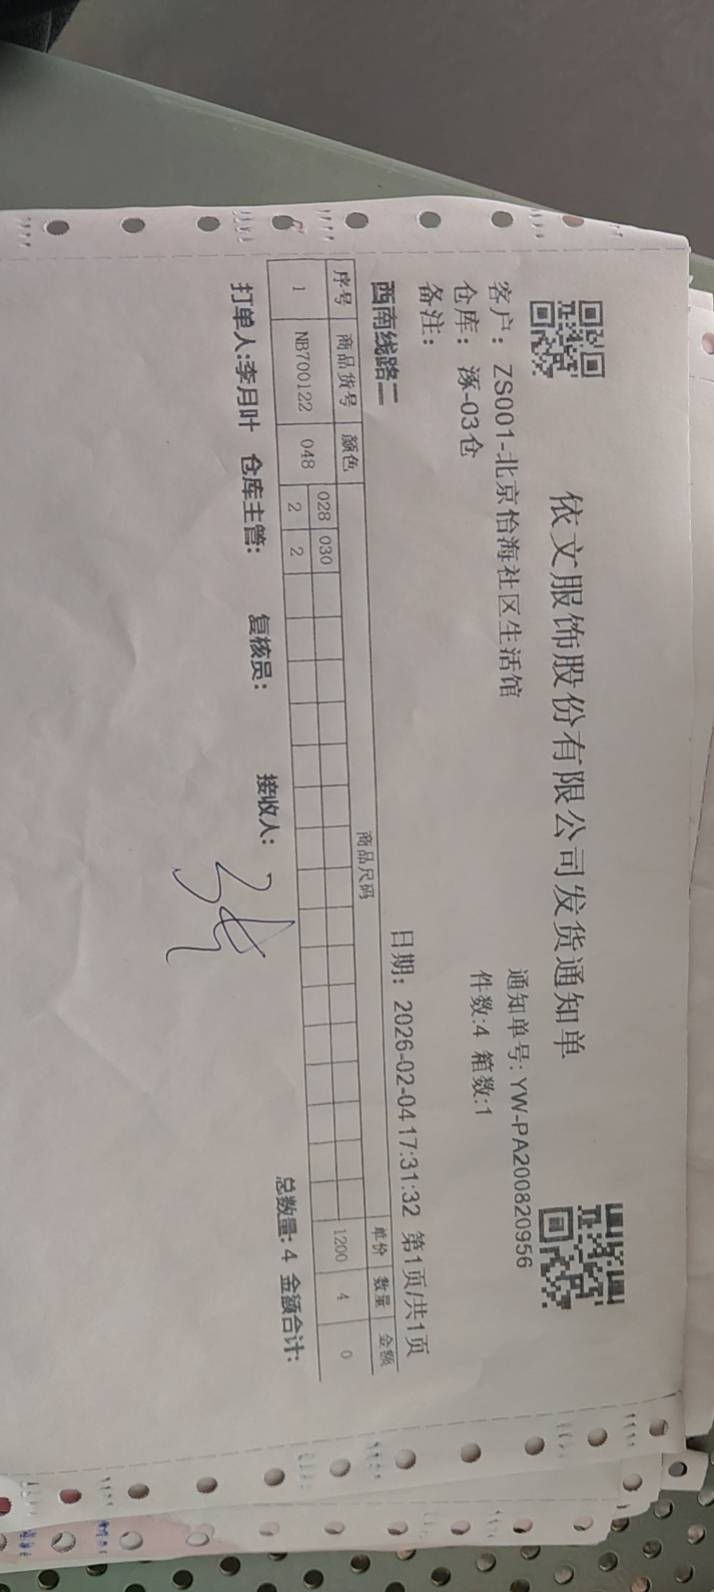 依文服饰股份有限公司发货通知单
客户：ZS001-北京怡海社区生活馆 通知单号:YW-PA200820956
仓库：涿-03仓 件数:4 箱数:1
备注：
西南线路二 日期：2026-02-04 17:31:32 第1页/共1页
序号 商品货号 颜色 商品尺码 单价 数量 金额
028 030
1 NB700122 048 2 2 1200 4 0
总数量:4 金额合计:
打单人:李月叶 仓库主管: 复核员: 接收人: